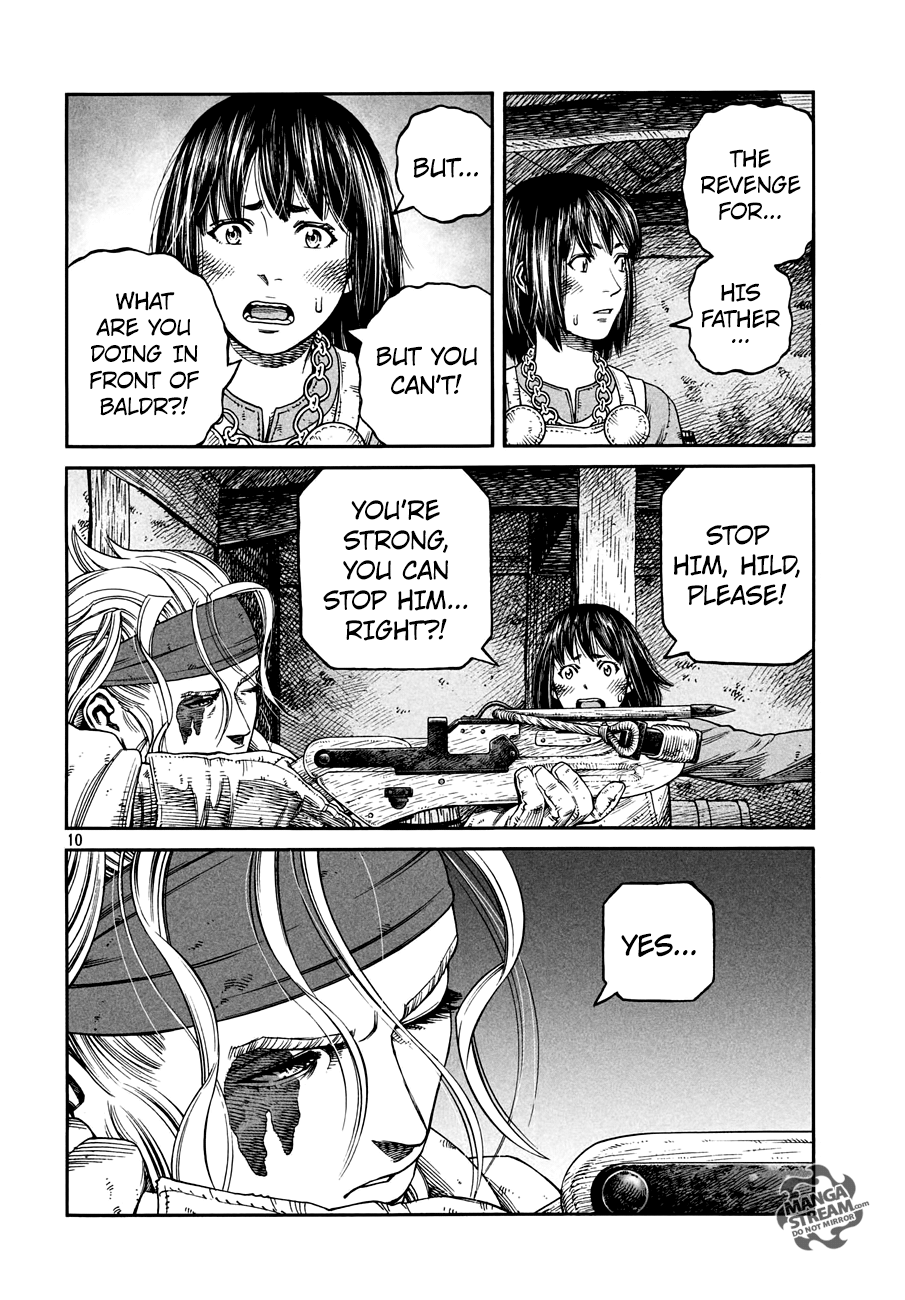 THE
REVENGE
FOR...
HIS
FATHER
...
BUT...
BUT YOU
CAN'T!
WHAT
ARE YOU
DOING IN
FRONT OF
BALDR?!
STOP
HIM, HILD,
PLEASE!
YOU'RE
STRONG,
YOU CAN
STOP HIM...
RIGHT?!
10
YES...
MANGA
STREAM.com
DO NOT MIRROR